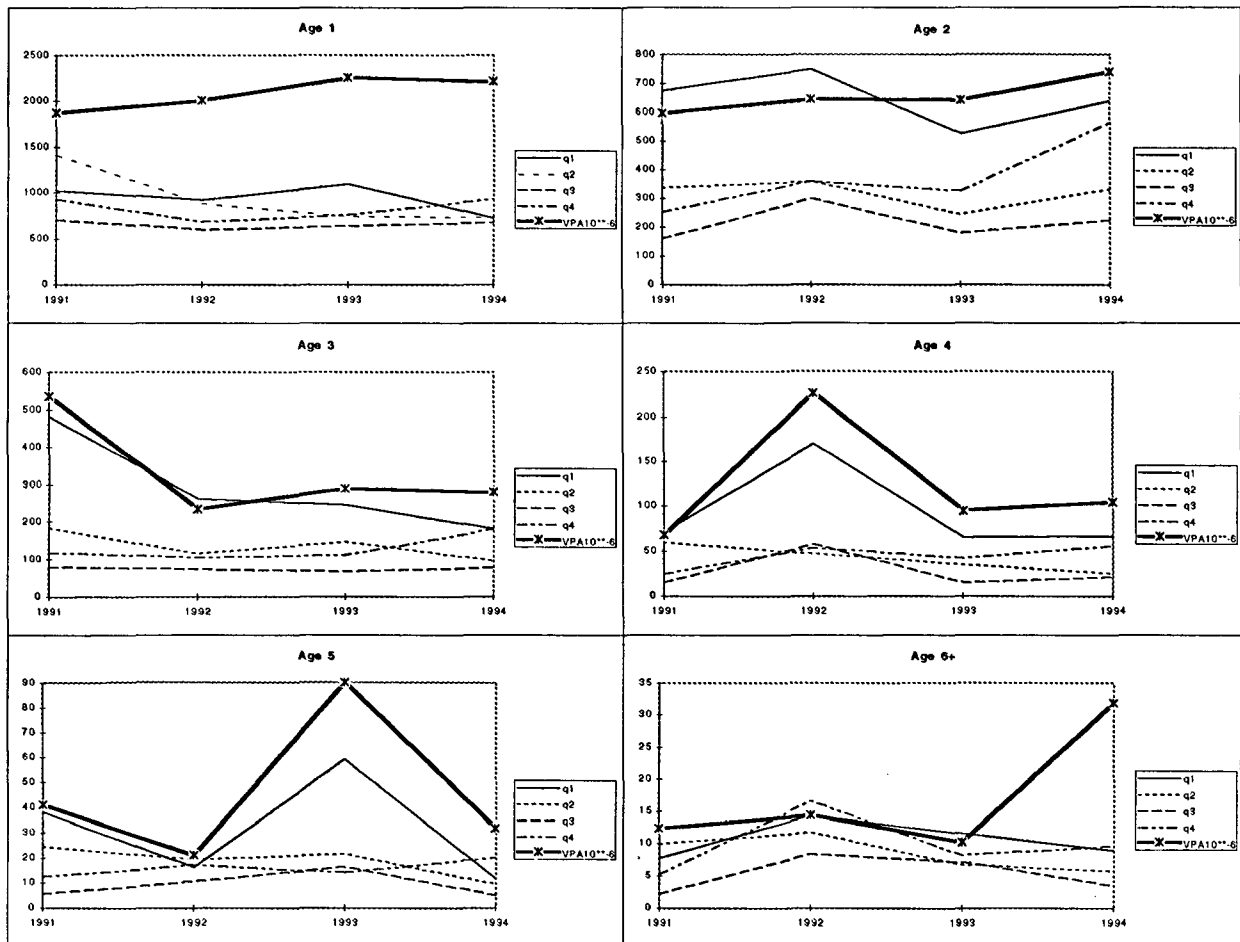 Age 1
2500
2000
1500
1000
500
0
1991
1992
1993
1994
q1
q2
q3
q4
VPA10**-6
Age 2
800
700
600
500
400
300
200
100
0
1991
1992
1993
1994
q1
q2
q3
q4
VPA10**-6
Age 3
600
500
400
300
200
100
0
1991
1992
1993
1994
q1
q2
q3
q4
VPA10**-6
Age 4
250
200
150
100
50
0
1991
1992
1993
1994
q1
q2
q3
q4
VPA10**-6
Age 5
90
80
70
60
50
40
30
20
10
0
1991
1992
1993
1994
q1
q2
q3
q4
VPA10**-6
Age 6+
35
30
25
20
15
10
5
0
1991
1992
1993
1994
q1
q2
q3
q4
VPA10**-6